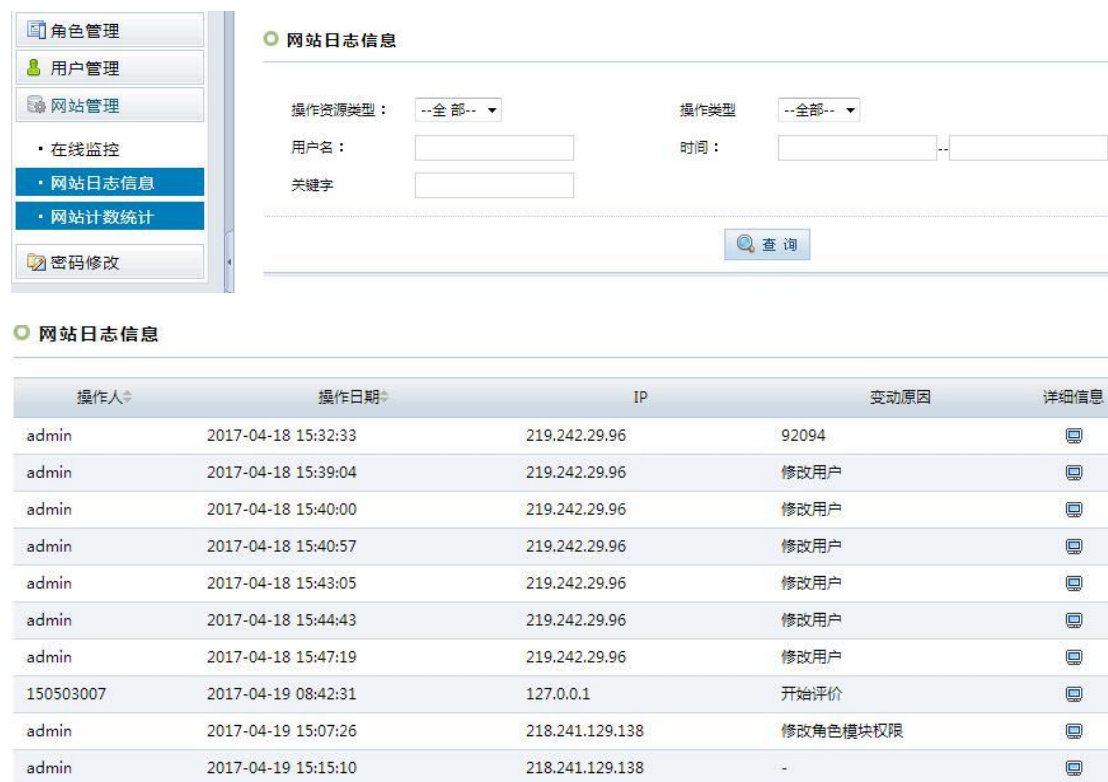 角色管理
用户管理
网站管理
· 在线监控
· 网站日志信息
· 网站计数统计
密码修改
网站日志信息
操作资源类型： --全 部-- 操作类型 --全部--
用户名： 时间： --
关键字
查 询
网站日志信息
操作人 操作日期 IP 变动原因 详细信息
admin 2017-04-18 15:32:33 219.242.29.96 92094
admin 2017-04-18 15:39:04 219.242.29.96 修改用户
admin 2017-04-18 15:40:00 219.242.29.96 修改用户
admin 2017-04-18 15:40:57 219.242.29.96 修改用户
admin 2017-04-18 15:43:05 219.242.29.96 修改用户
admin 2017-04-18 15:44:43 219.242.29.96 修改用户
admin 2017-04-18 15:47:19 219.242.29.96 修改用户
150503007 2017-04-19 08:42:31 127.0.0.1 开始评价
admin 2017-04-19 15:07:26 218.241.129.138 修改角色模块权限
admin 2017-04-19 15:15:10 218.241.129.138 -